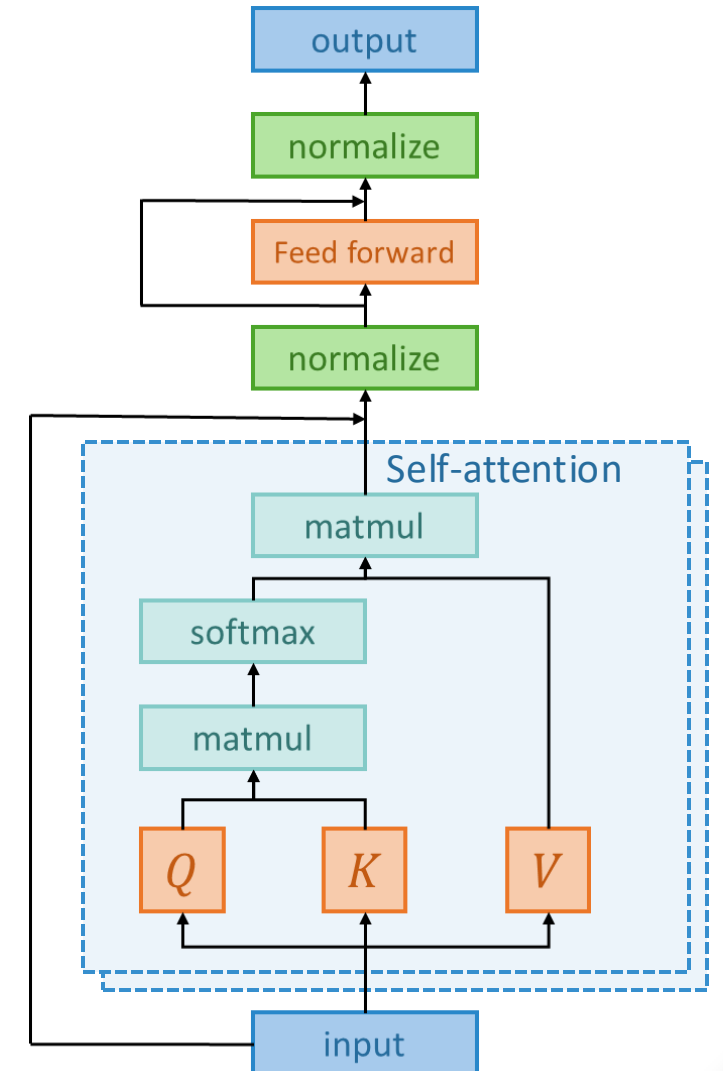 output
normalize
Feed forward
normalize
Self-attention
matmul
softmax
matmul
Q K V
input